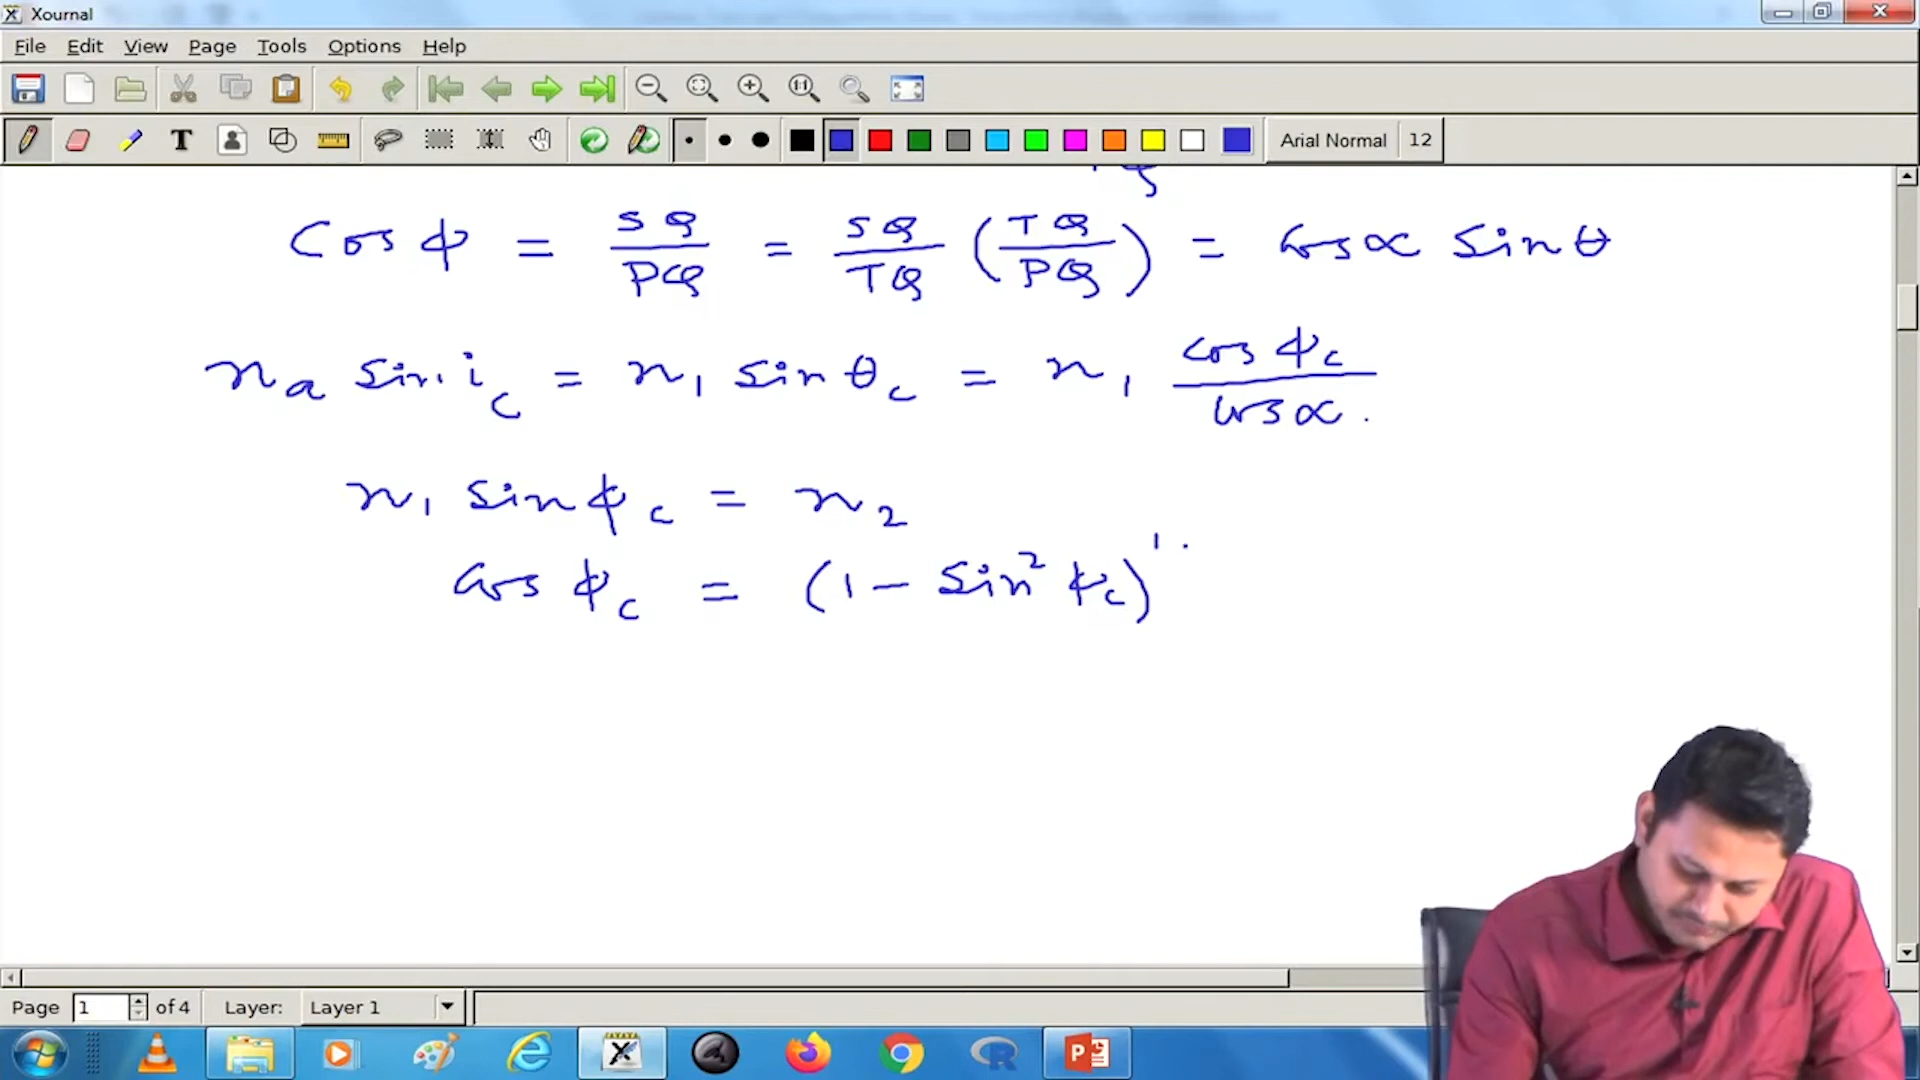 Xournal
File Edit View Page Tools Options Help
T Arial Normal 12
Cos φ = SQ/PQ = SQ/TQ (TQ/PQ) = cos α sin θ
n_a sin i_c = n_1 sin θ_c = n_1 cos φ_c / cos α.
n_1 sin φ_c = n_2
cos φ_c = (1 - sin² φ_c)^1
Page 1 of 4 Layer: Layer 1